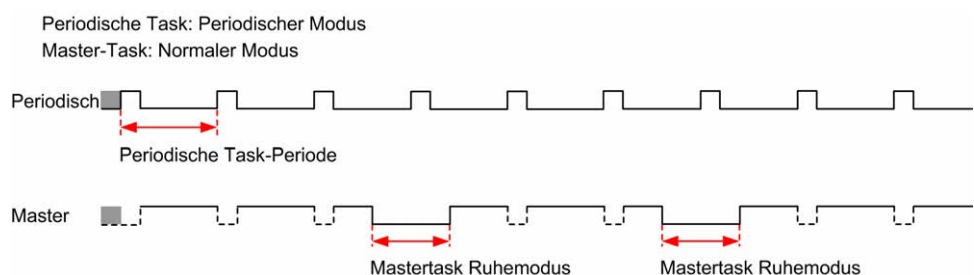 Periodische Task: Periodischer Modus
Master-Task: Normaler Modus
Periodisch
Periodische Task-Periode
Master
Mastertask Ruhemodus
Mastertask Ruhemodus